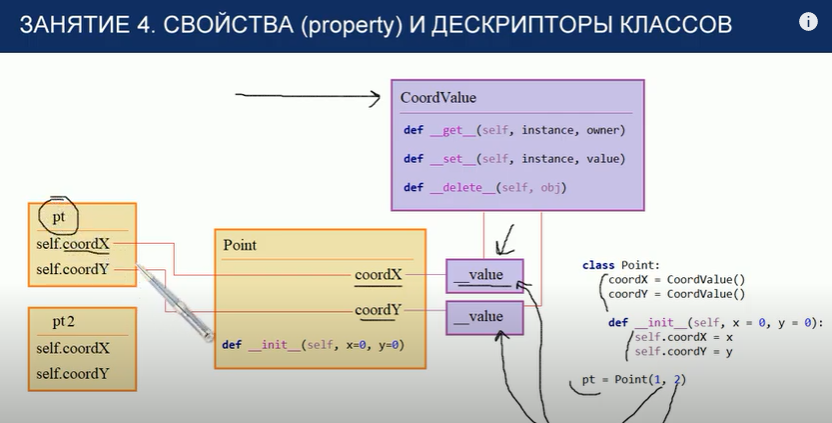 ЗАНЯТИЕ 4. СВОЙСТВА (property) И ДЕСКРИПТОРЫ КЛАССОВ
CoordValue
def __get__(self, instance, owner)
def __set__(self, instance, value)
def __delete__(self, obj)
pt
self.coordX
self.coordY
pt2
self.coordX
self.coordY
Point
coordX
coordY
def __init__(self, x=0, y=0)
__value
__value
class Point:
coordX = CoordValue()
coordY = CoordValue()
def __init__(self, x = 0, y = 0):
self.coordX = x
self.coordY = y
pt = Point(1, 2)